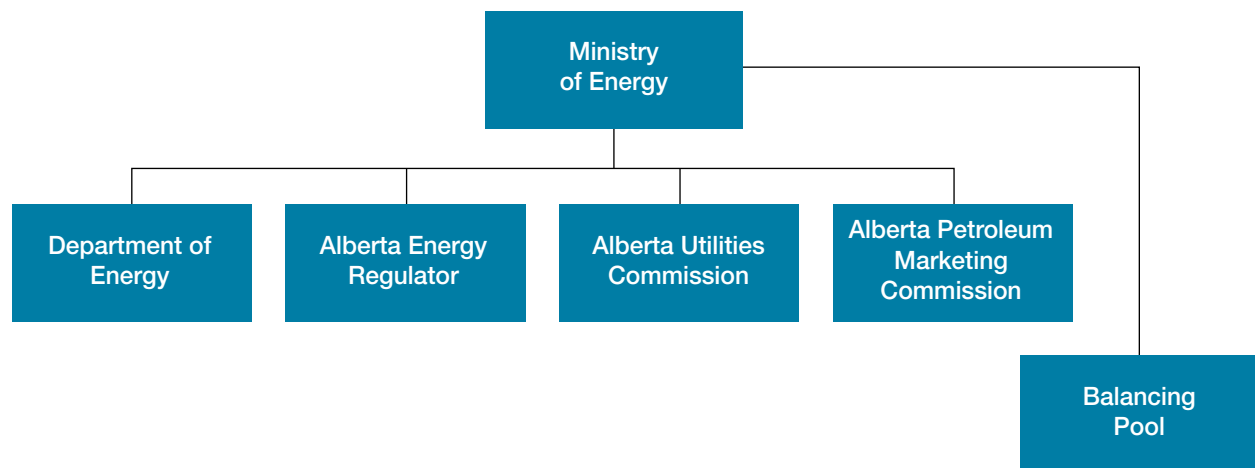 Ministry
of Energy
Department of
Energy
Alberta Energy
Regulator
Alberta Utilities
Commission
Alberta Petroleum
Marketing
Commission
Balancing
Pool